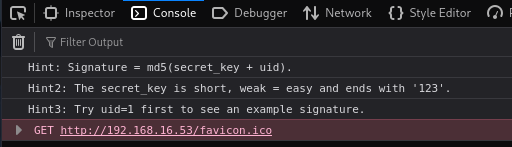 Inspector Console Debugger Network Style Editor
Filter Output
Hint: Signature = md5(secret_key + uid).
Hint2: The secret_key is short, weak = easy and ends with '123'.
Hint3: Try uid=1 first to see an example signature.
GET http://192.168.16.53/favicon.ico